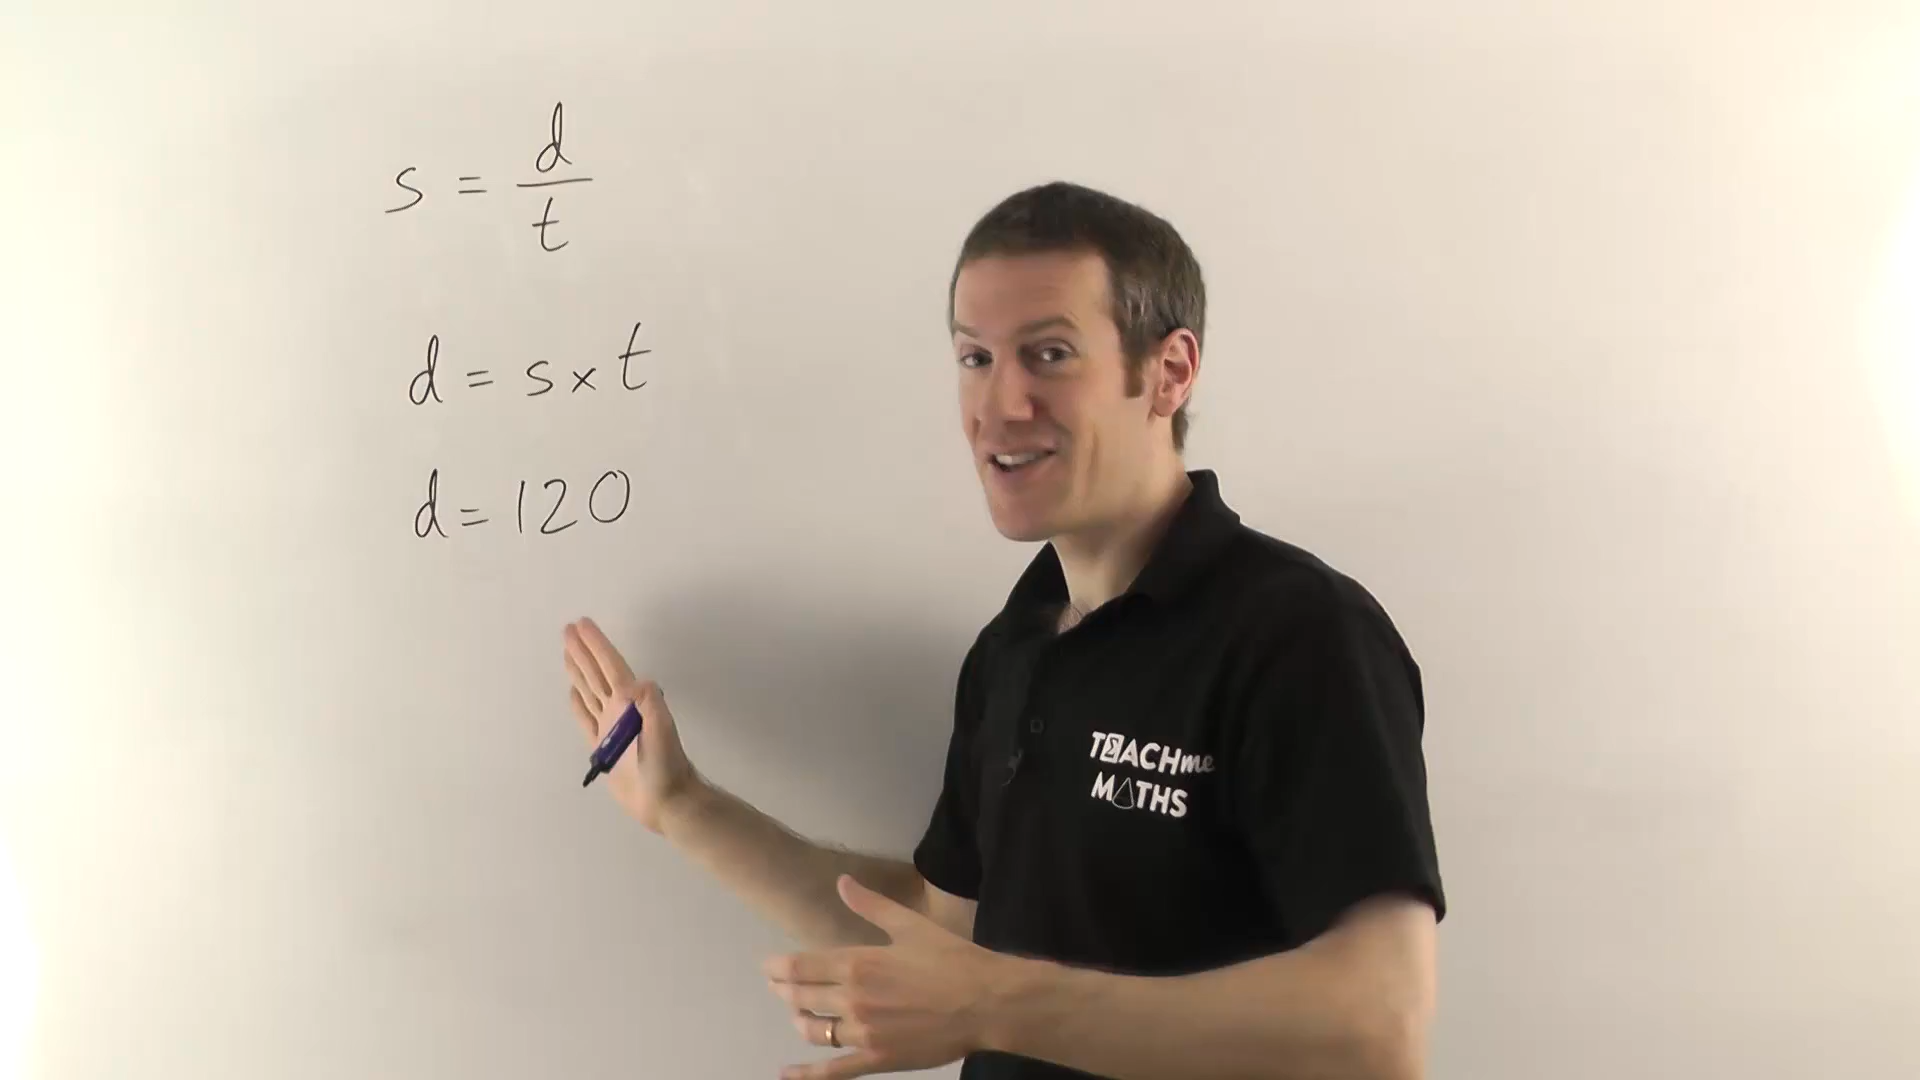 s = d/t
d = s × t
d = 120
TEACHme
MATHS